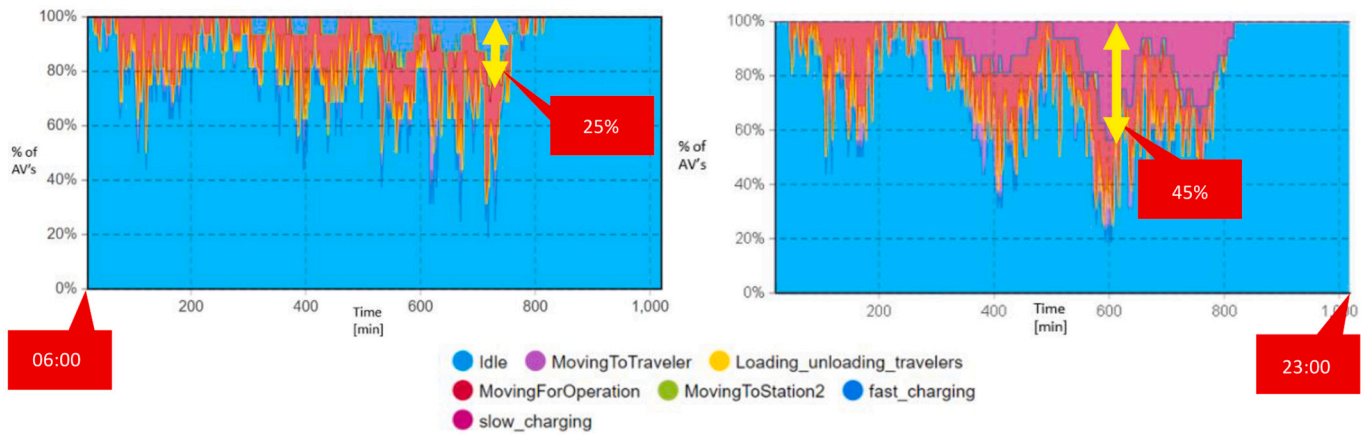 100%
80%
60%
40%
20%
0%
% of
AV's
25%
200
400
600
800
1,000
Time
[min]
06:00
100%
80%
60%
40%
20%
0%
% of
AV's
45%
200
400
600
800
Time
[min]
23:00
Idle MovingToTraveler Loading_unloading_travelers
MovingForOperation MovingToStation2 fast_charging
slow_charging